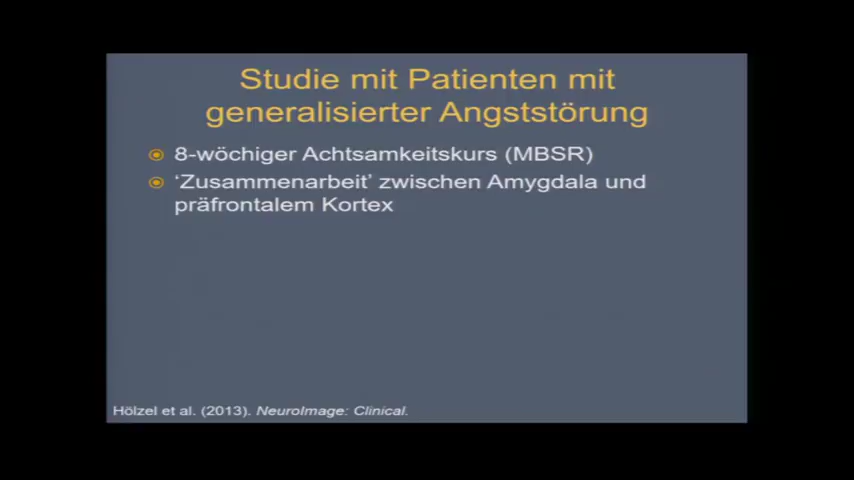 Studie mit Patienten mit
generalisierter Angststörung
8-wöchiger Achtsamkeitskurs (MBSR)
‘Zusammenarbeit’ zwischen Amygdala und
präfrontalem Kortex
Hölzel et al. (2013). NeuroImage: Clinical.